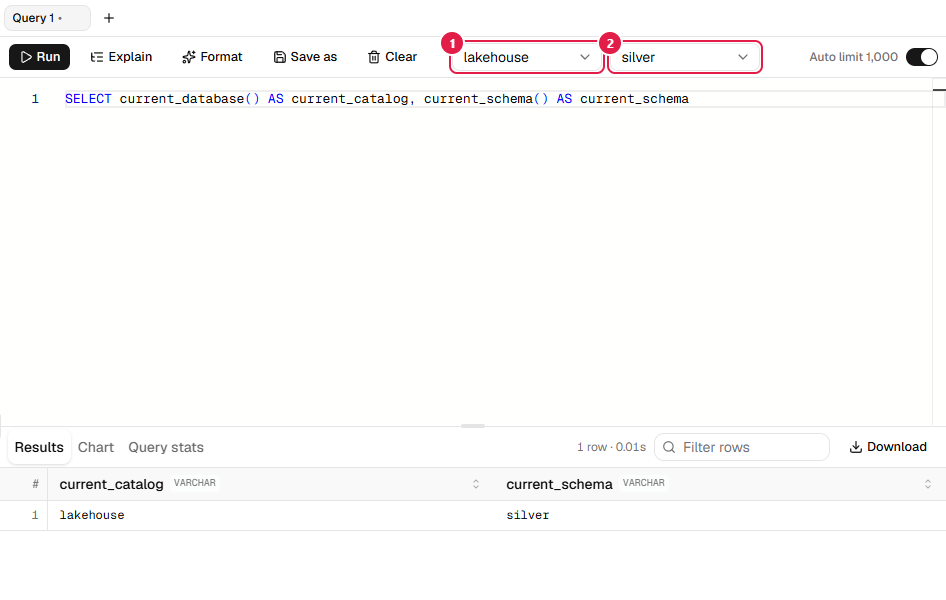 Query 1 •
Run Explain Format Save as Clear 1 lakehouse 2 silver Auto limit 1,000
1 SELECT current_database() AS current_catalog, current_schema() AS current_schema
Results Chart Query stats 1 row · 0.01s Filter rows Download
# current_catalog VARCHAR current_schema VARCHAR
1 lakehouse silver